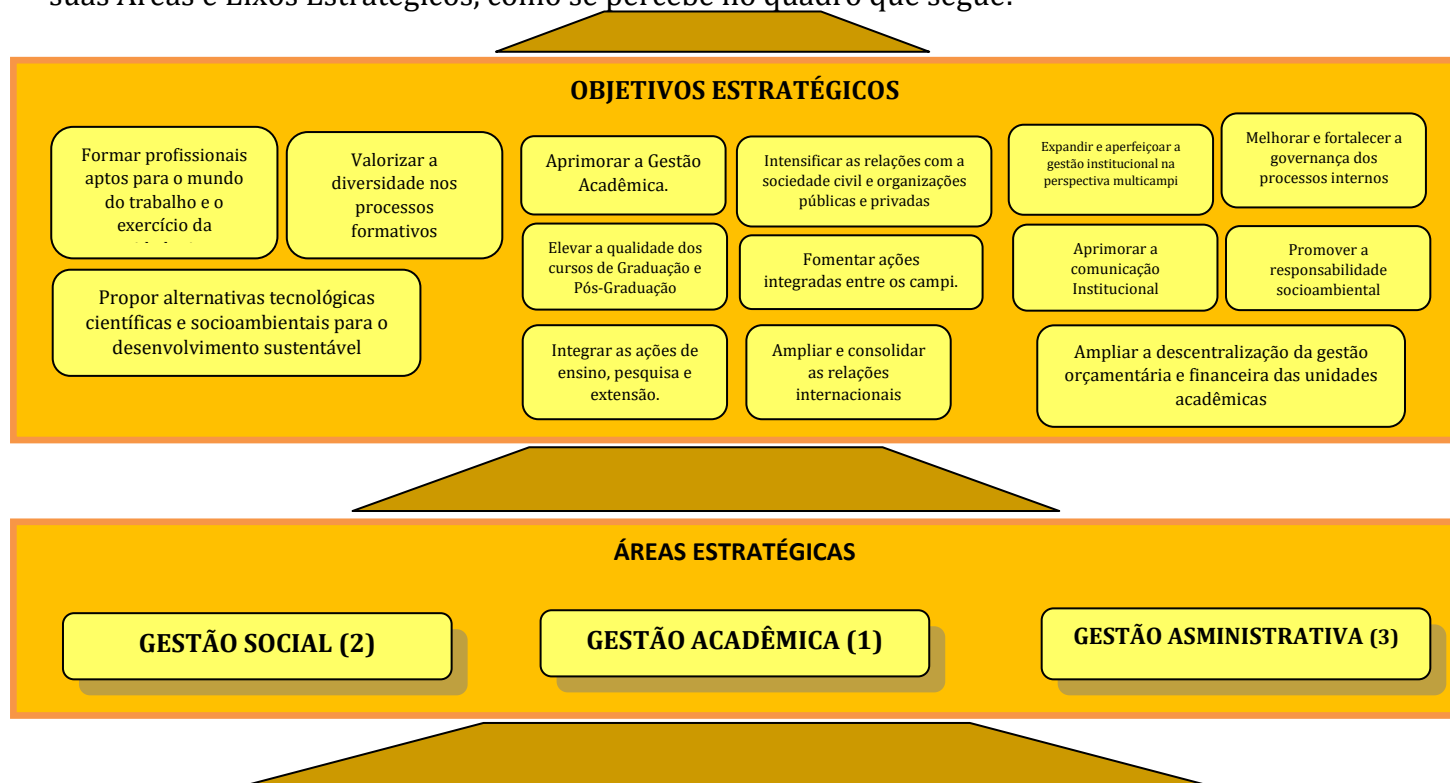 suas Áreas e Eixos Estratégicos, como se percebe no quadro que segue:
OBJETIVOS ESTRATÉGICOS
Formar profissionais
aptos para o mundo
do trabalho e o
exercício da
Valorizar a
diversidade nos
processos
formativos
Propor alternativas tecnológicas
científicas e socioambientais para o
desenvolvimento sustentável
Aprimorar a Gestão
Acadêmica.
Intensificar as relações com a
sociedade civil e organizações
públicas e privadas
Elevar a qualidade dos
cursos de Graduação e
Pós-Graduação
Fomentar ações
integradas entre os campi.
Integrar as ações de
ensino, pesquisa e
extensão.
Ampliar e consolidar
as relações
internacionais
Expandir e aperfeiçoar a
gestão institucional na
perspectiva multicampi
Melhorar e fortalecer a
governança dos
processos internos
Aprimorar a
comunicação
Institucional
Promover a
responsabilidade
socioambiental
Ampliar a descentralização da gestão
orçamentária e financeira das unidades
acadêmicas
ÁREAS ESTRATÉGICAS
GESTÃO SOCIAL (2)
GESTÃO ACADÊMICA (1)
GESTÃO ASMINISTRATIVA (3)